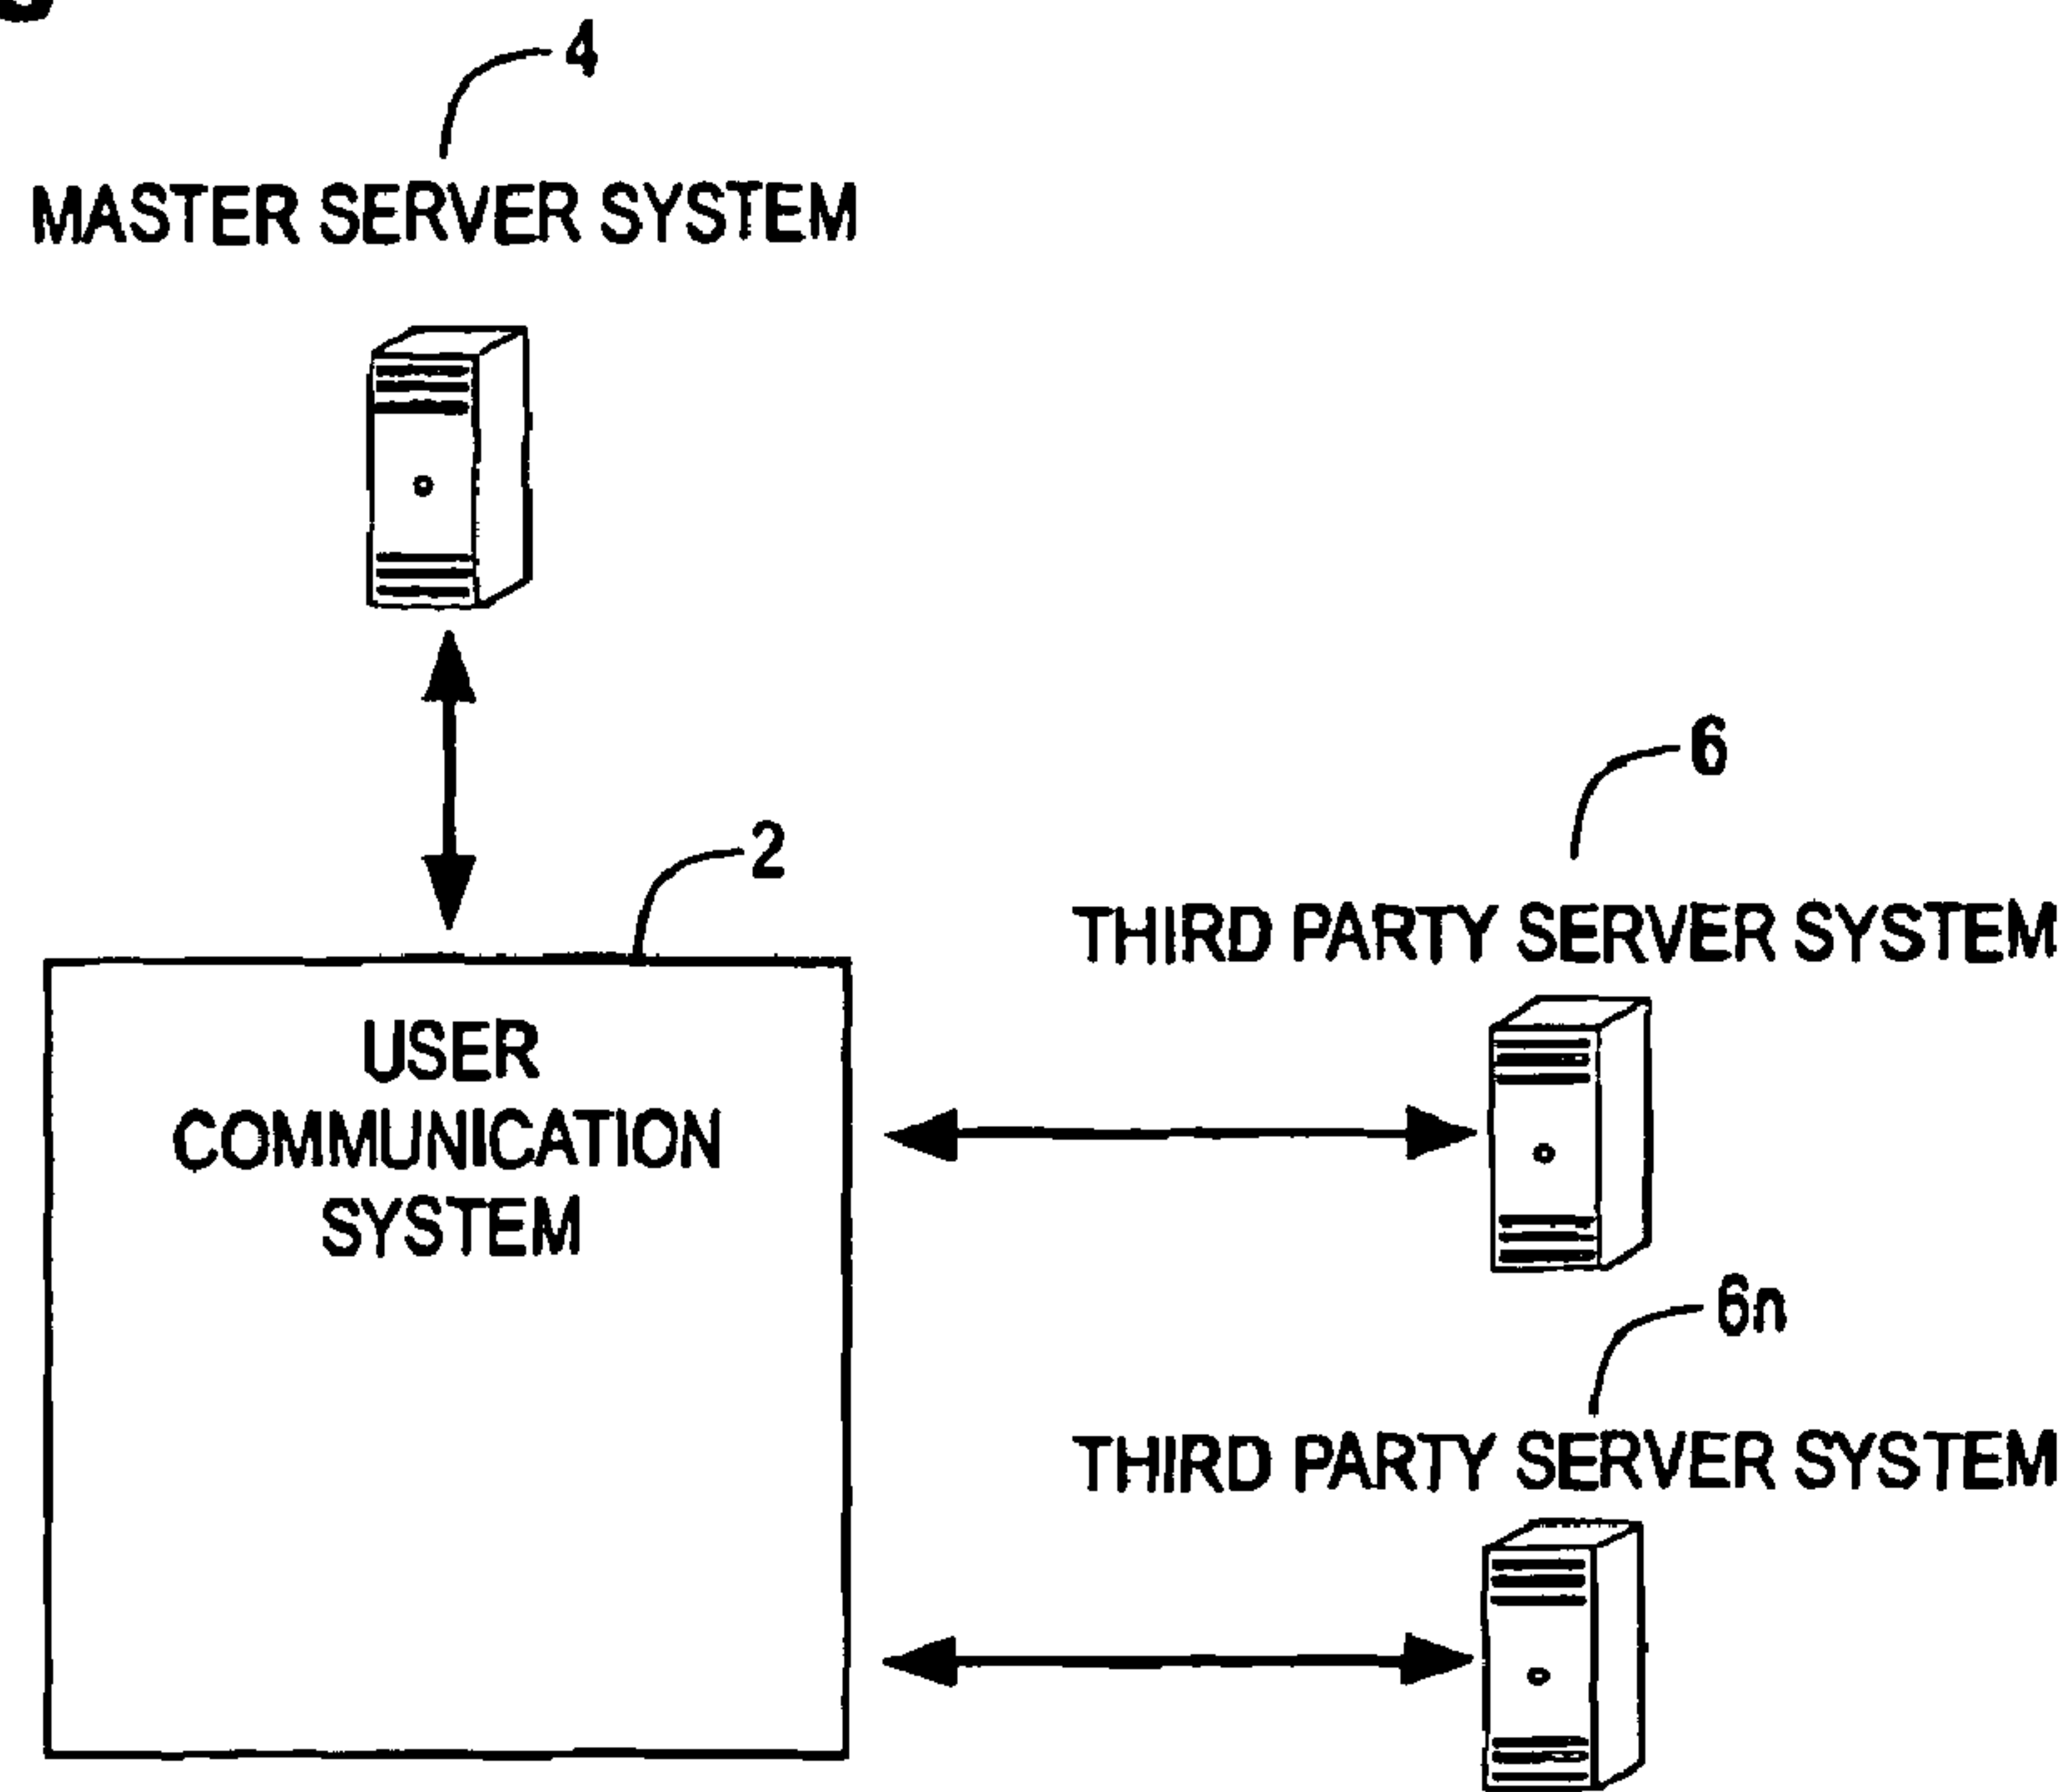 4
MASTER SERVER SYSTEM
2
6
THIRD PARTY SERVER SYSTEM
USER
COMMUNICATION
SYSTEM
6n
THIRD PARTY SERVER SYSTEM